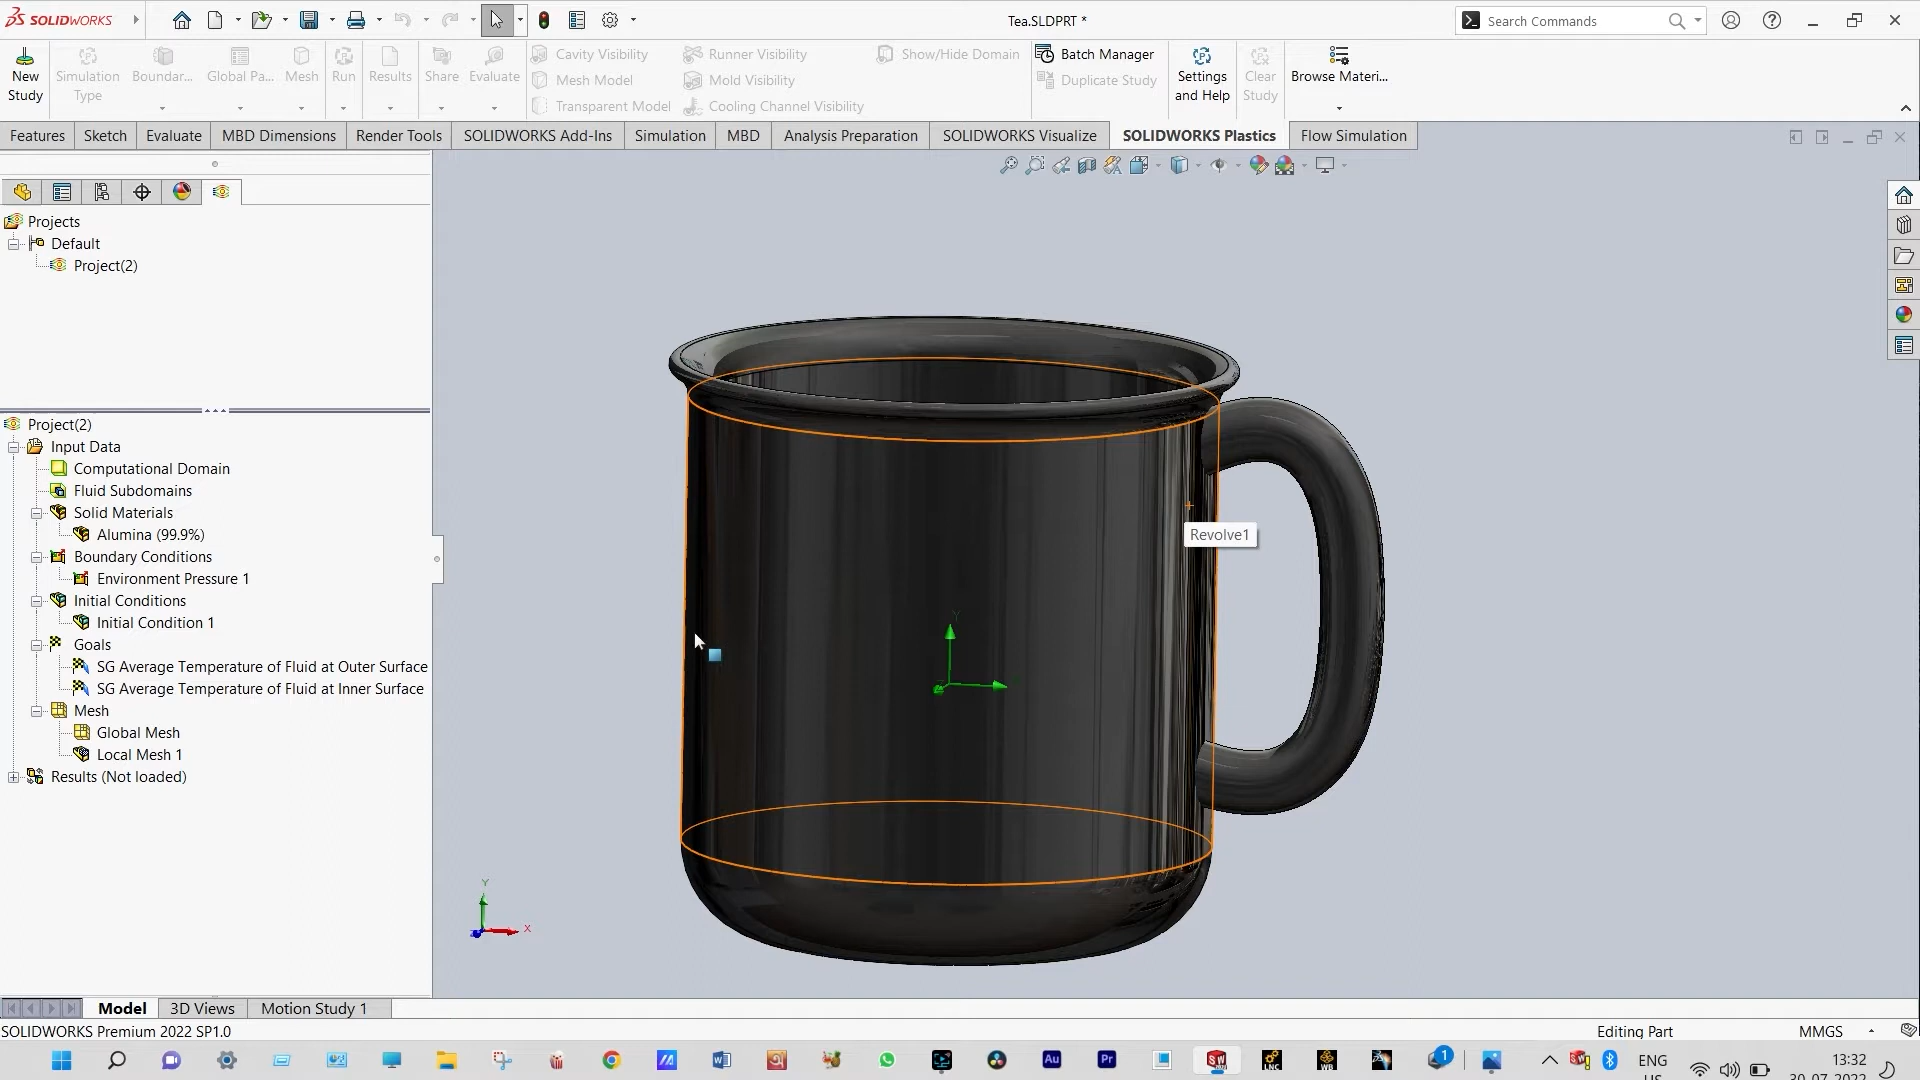 SOLIDWORKS
Tea.SLDPRT *
Search Commands
New Study
Simulation Type
Boundar...
Global Pa...
Mesh
Run
Results
Share
Evaluate
Cavity Visibility
Mesh Model
Transparent Model
Runner Visibility
Mold Visibility
Cooling Channel Visibility
Show/Hide Domain
Batch Manager
Duplicate Study
Settings and Help
Clear Study
Browse Materi...
Features
Sketch
Evaluate
MBD Dimensions
Render Tools
SOLIDWORKS Add-Ins
Simulation
MBD
Analysis Preparation
SOLIDWORKS Visualize
SOLIDWORKS Plastics
Flow Simulation
Projects
Default
Project(2)
Project(2)
Input Data
Computational Domain
Fluid Subdomains
Solid Materials
Alumina (99.9%)
Boundary Conditions
Environment Pressure 1
Initial Conditions
Initial Condition 1
Goals
SG Average Temperature of Fluid at Outer Surface
SG Average Temperature of Fluid at Inner Surface
Mesh
Global Mesh
Local Mesh 1
Results (Not loaded)
Revolve1
Y
Y
X
Model
3D Views
Motion Study 1
SOLIDWORKS Premium 2022 SP1.0
Editing Part
MMGS
Au
Pr
1
ENG
13:32
30-07-2022